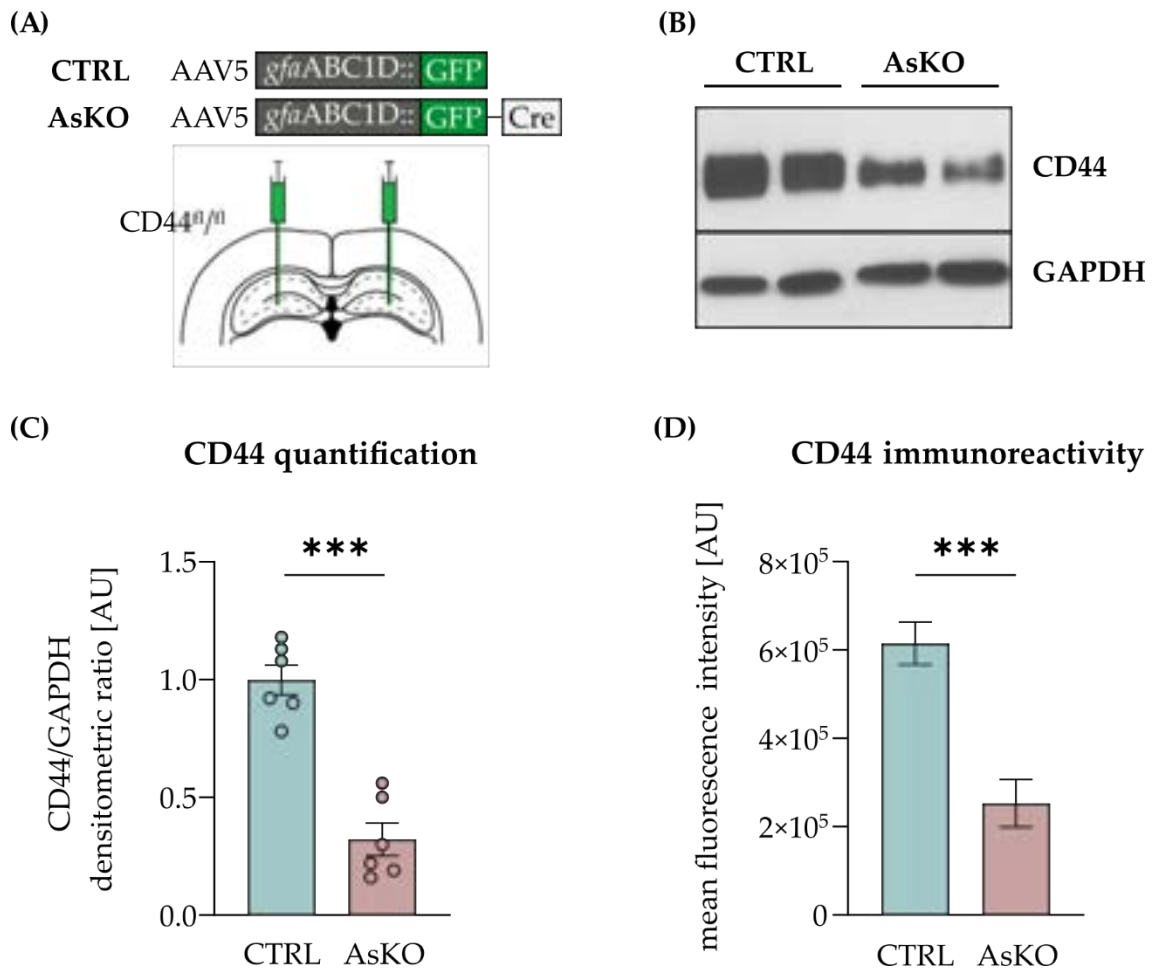 (A)
CTRL AAV5 gfaABC1D:: GFP
AsKO AAV5 gfaABC1D:: GFP Cre
CD44fl/fl
(B)
CTRL AsKO
CD44
GAPDH
(C)
CD44 quantification
***
CD44/GAPDH
densitometric ratio [AU]
1.5
1.0
0.5
0.0
CTRL AsKO
(D)
CD44 immunoreactivity
***
mean fluorescence intensity [AU]
8×10⁵
6×10⁵
4×10⁵
2×10⁵
0
CTRL AsKO